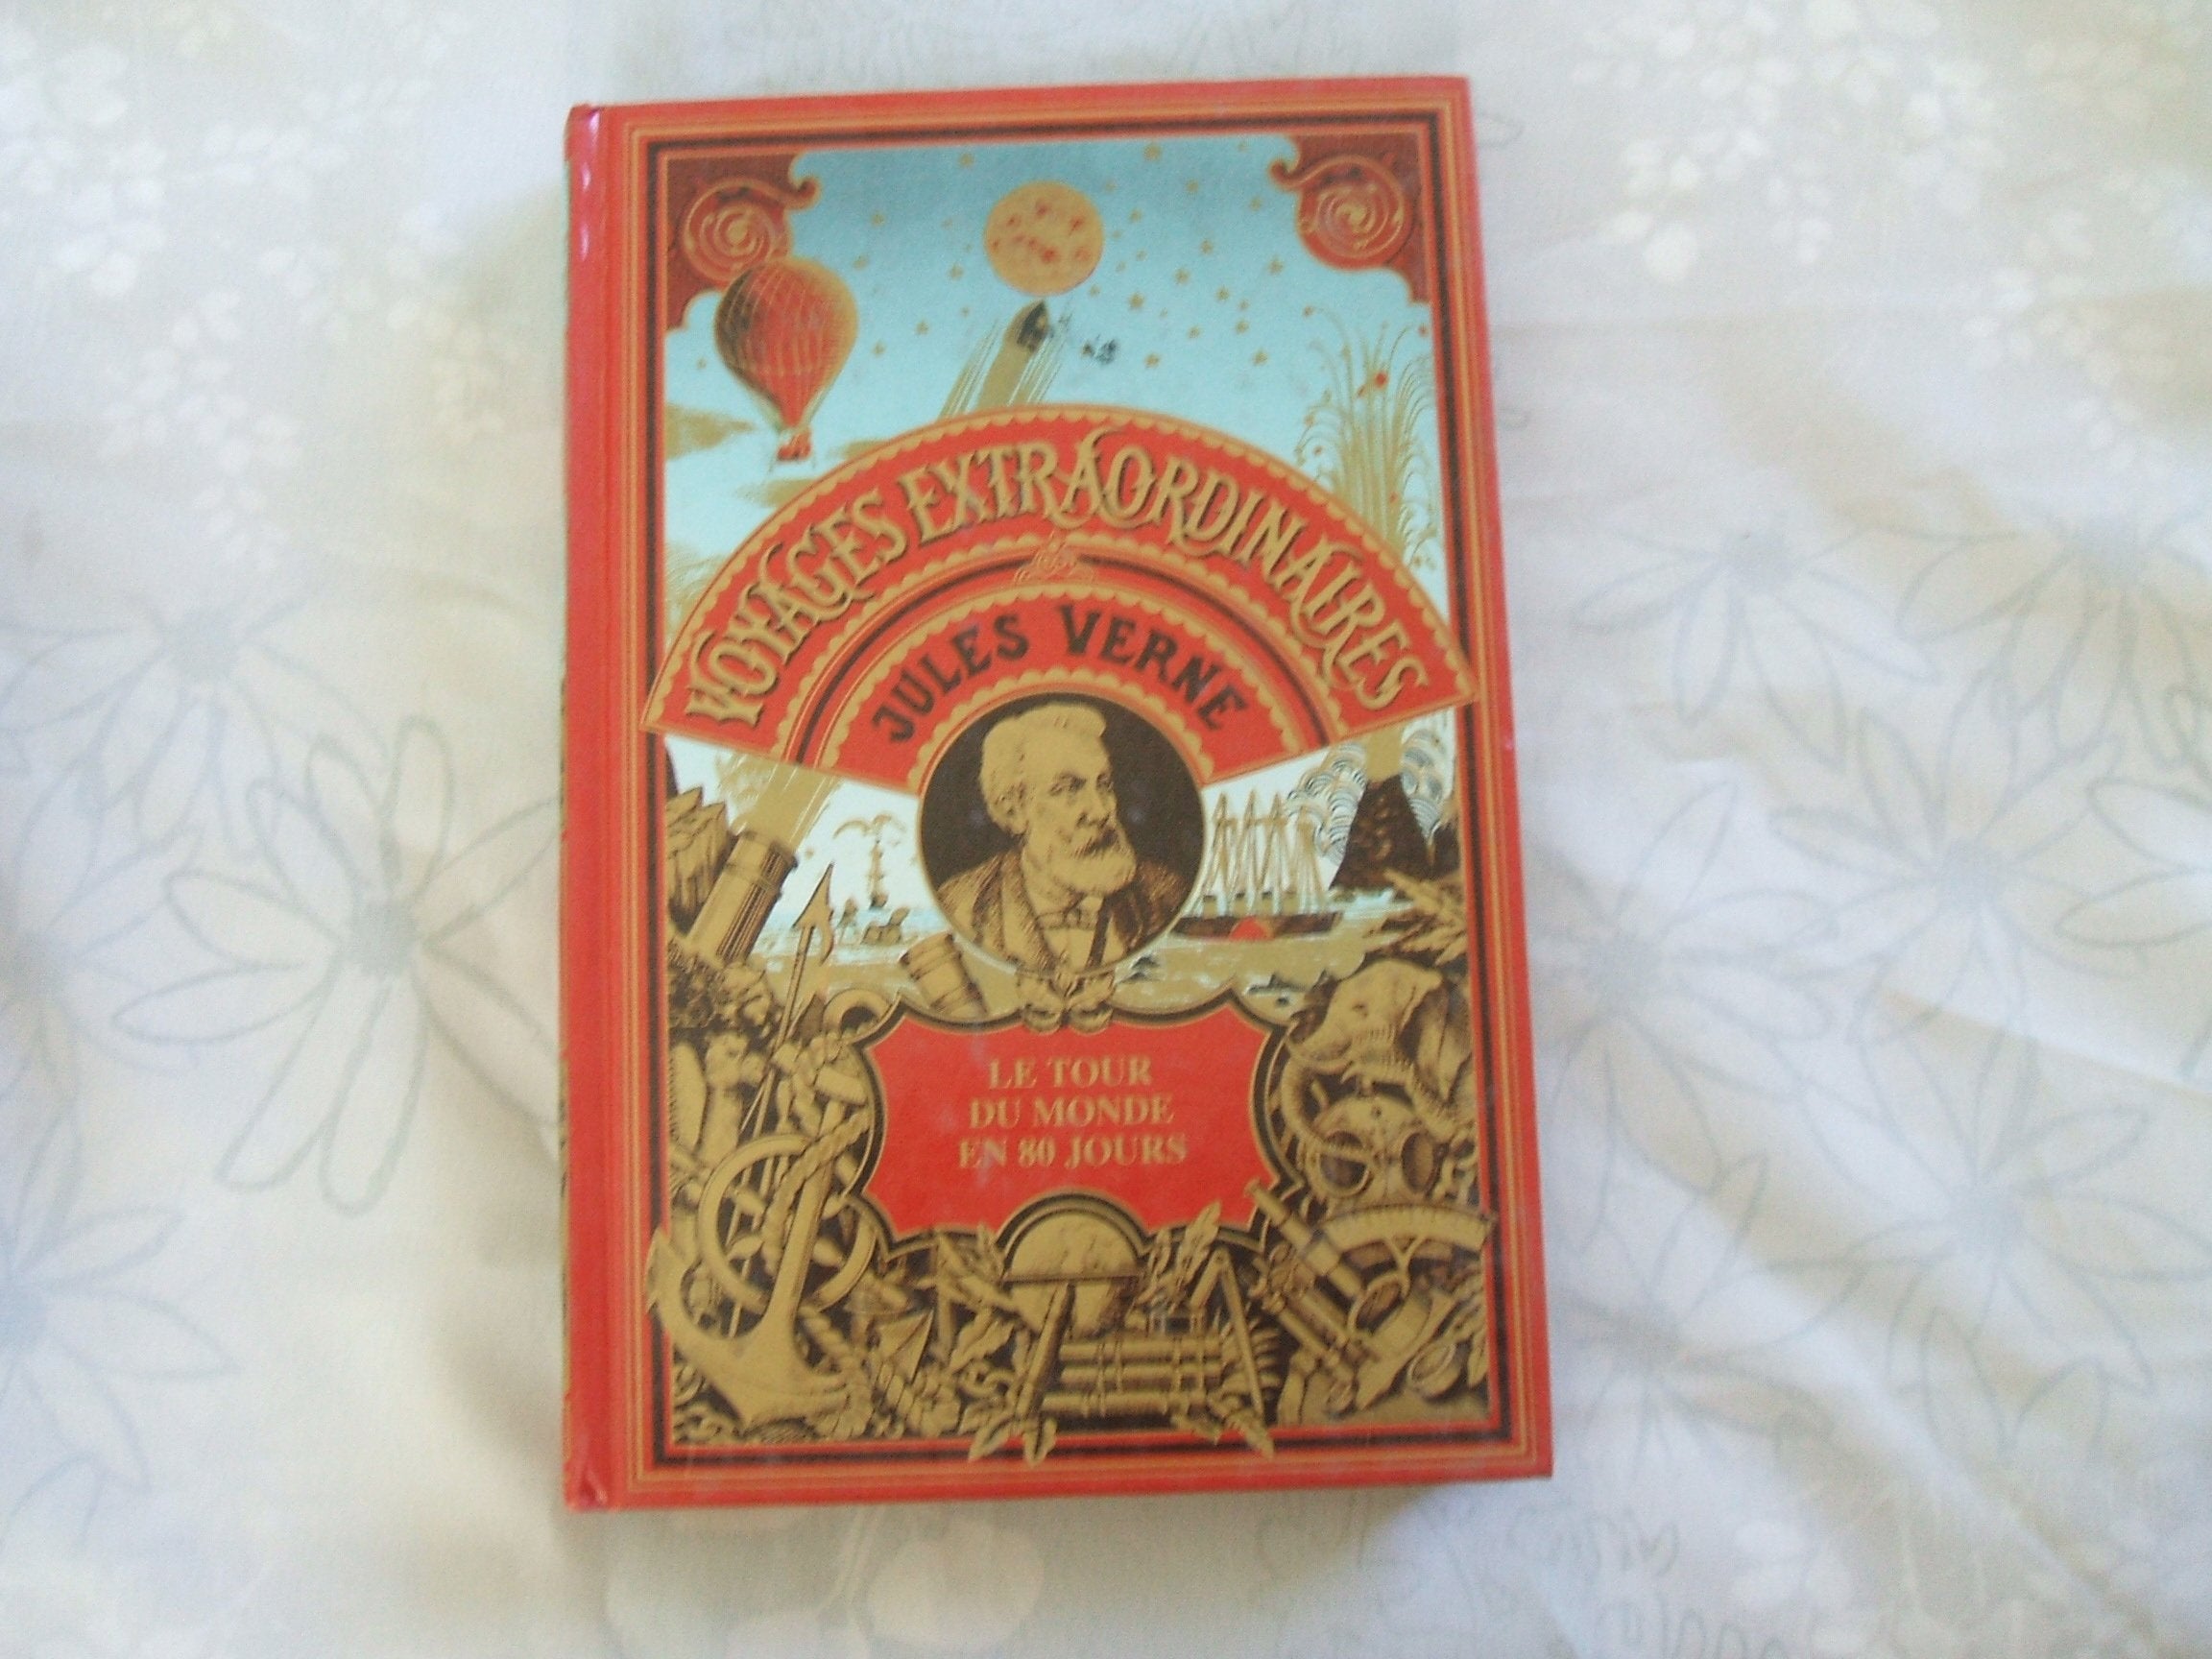 VOYAGES EXTRAORDINAIRES
JULES VERNE
LE TOUR
DU MONDE
EN 80 JOURS